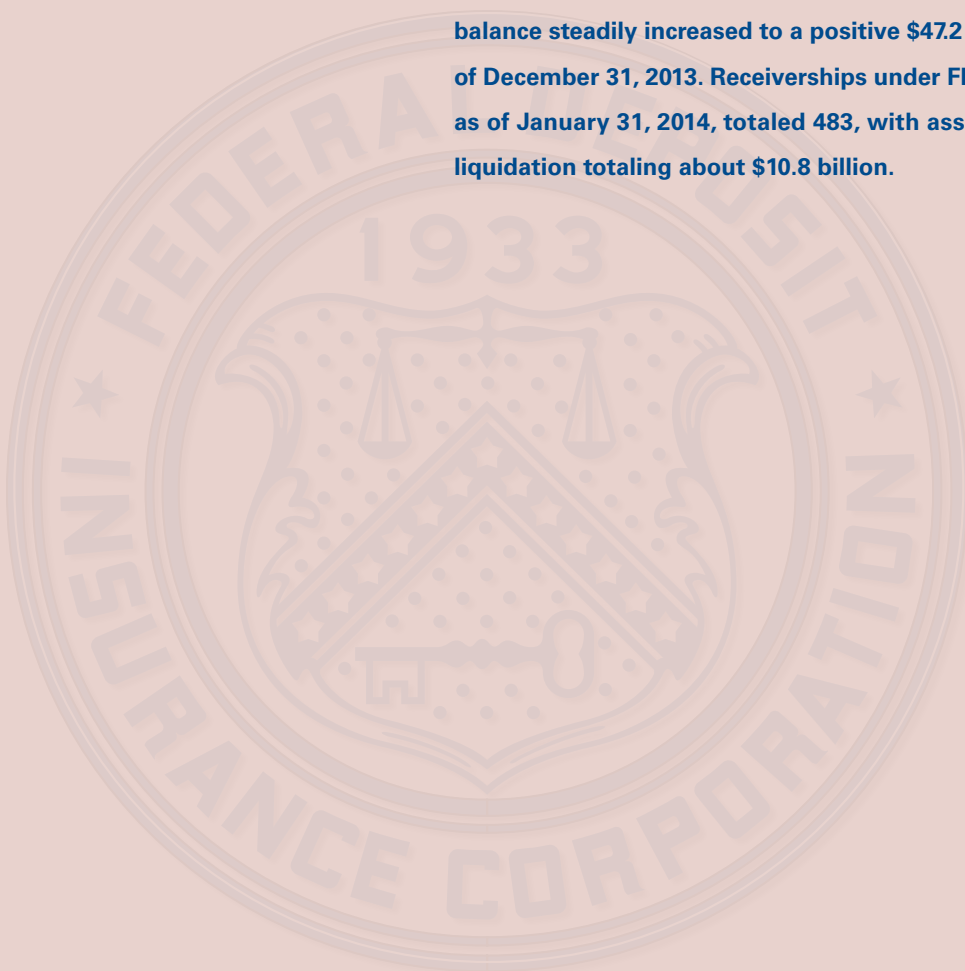 balance steadily increased to a positive $47.2
of December 31, 2013. Receiverships under
as of January 31, 2014, totaled 483, with
liquidation totaling about $10.8 billion.
FEDERAL DEPOSIT
1933
INSURANCE CORPORATION